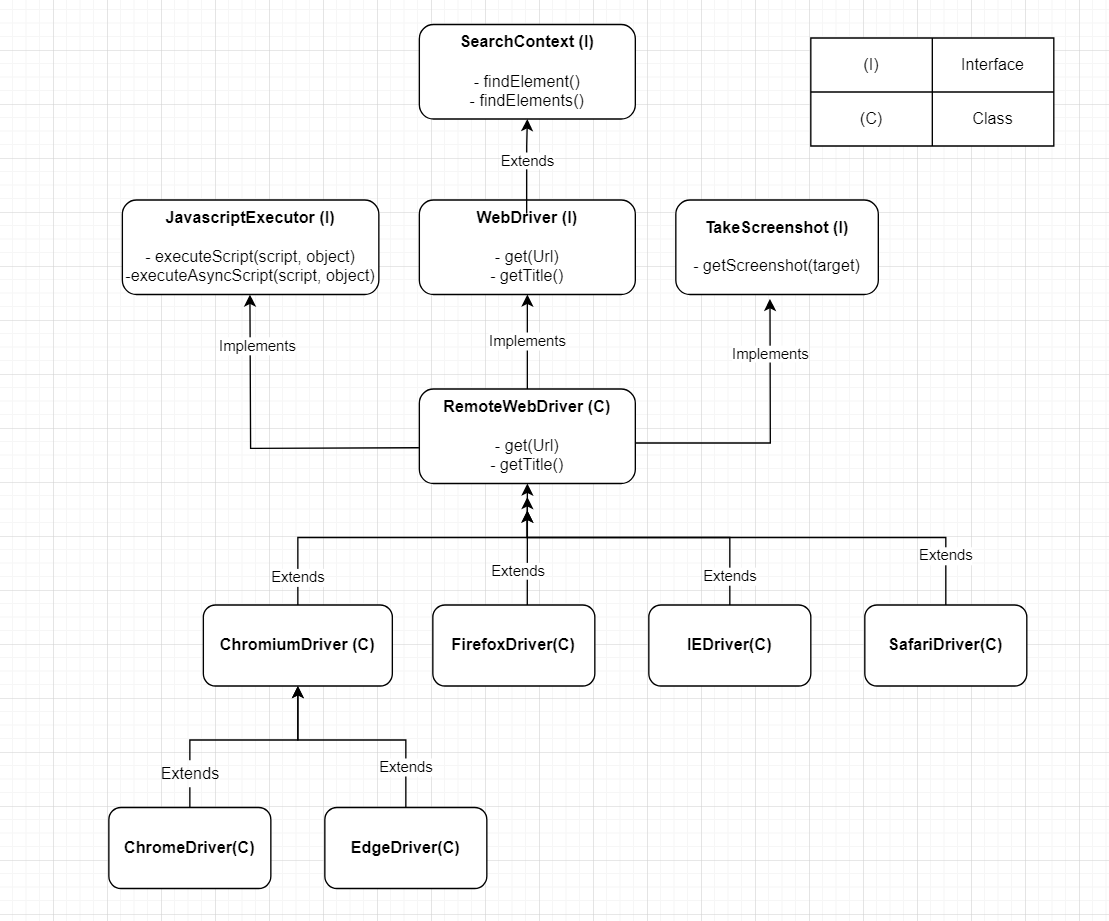 SearchContext (I)
- findElement()
- findElements()
(I)
Interface
(C)
Class
Extends
JavascriptExecutor (I)
- executeScript(script, object)
-executeAsyncScript(script, object)
WebDriver (I)
- get(Url)
- getTitle()
TakeScreenshot (I)
- getScreenshot(target)
Implements
Implements
Implements
RemoteWebDriver (C)
- get(Url)
- getTitle()
Extends
Extends
Extends
Extends
ChromiumDriver (C)
FirefoxDriver(C)
IEDriver(C)
SafariDriver(C)
Extends
Extends
ChromeDriver(C)
EdgeDriver(C)